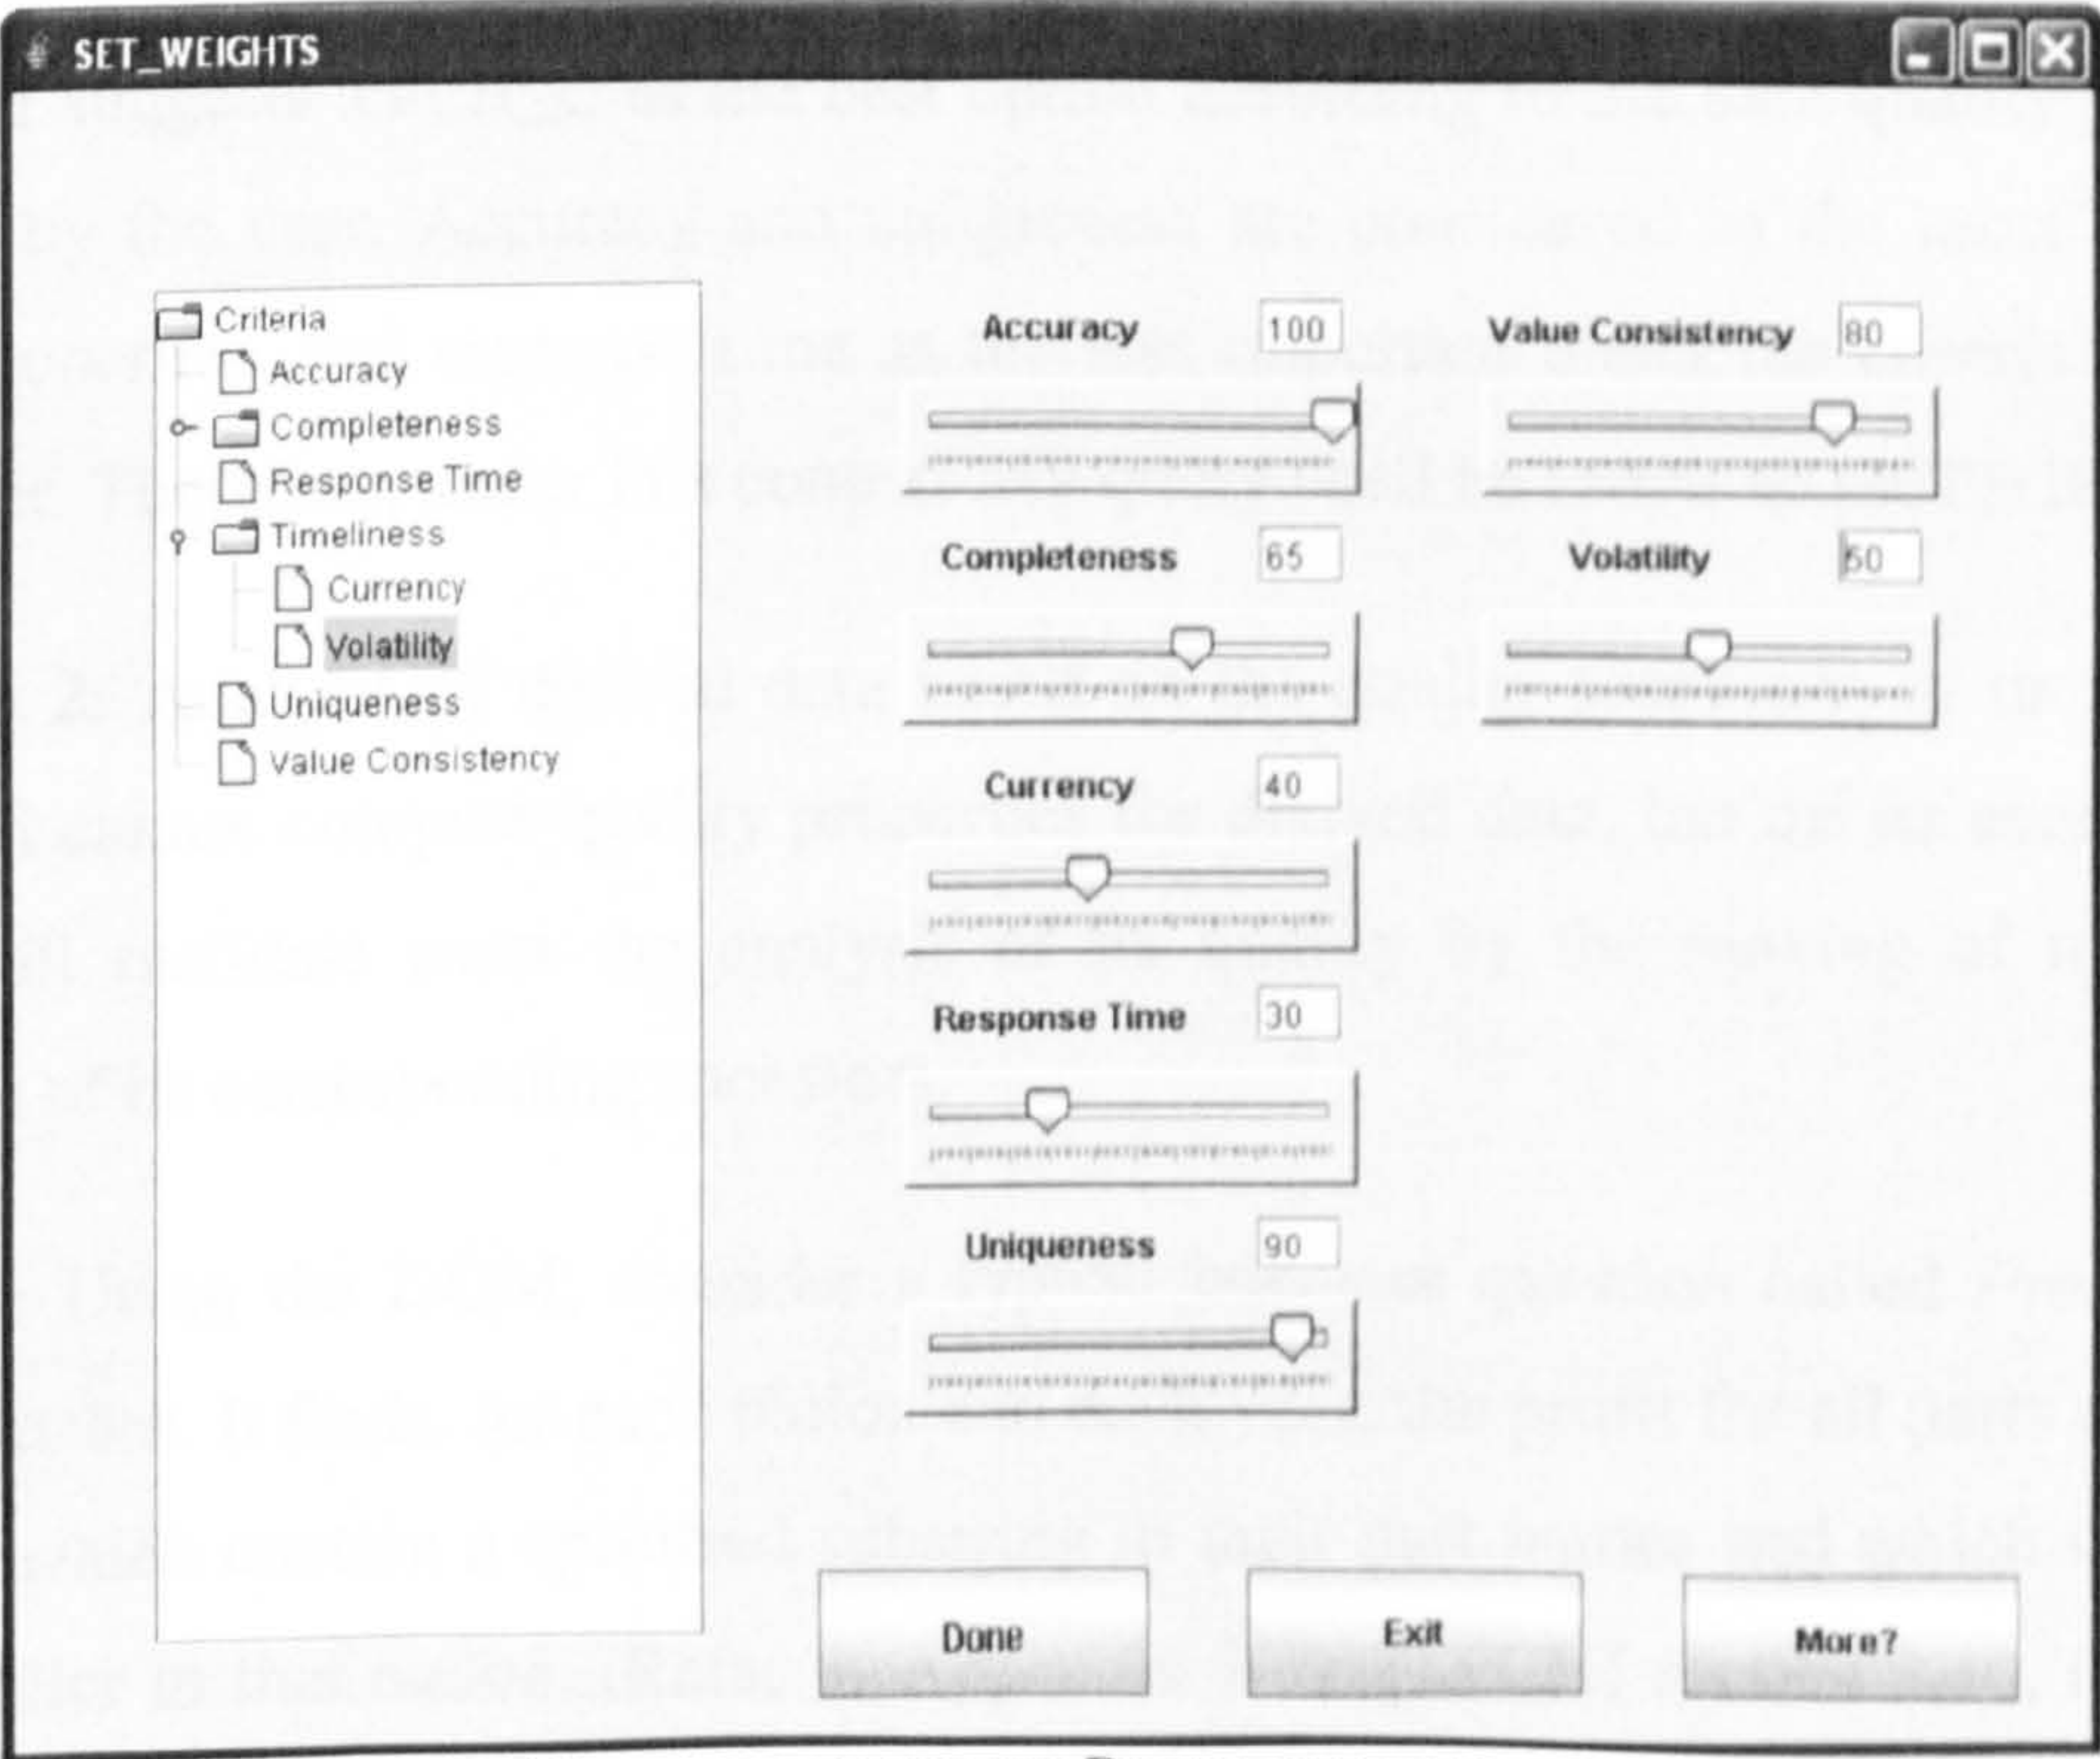 SET_WEIGHTS
Criteria
Accuracy
Completeness
Response Time
Timeliness
Currency
Volatility
Uniqueness
Value Consistency
Accuracy 100
Value Consistency 80
Completeness 65
Volatility 50
Currency 40
Response Time 30
Uniqueness 90
Done
Exit
More?